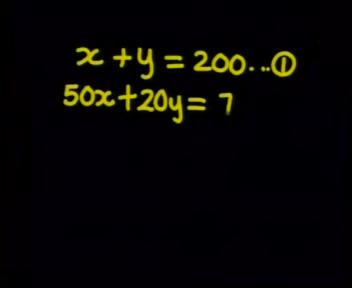 x + y = 200...①
50x+20y= 7